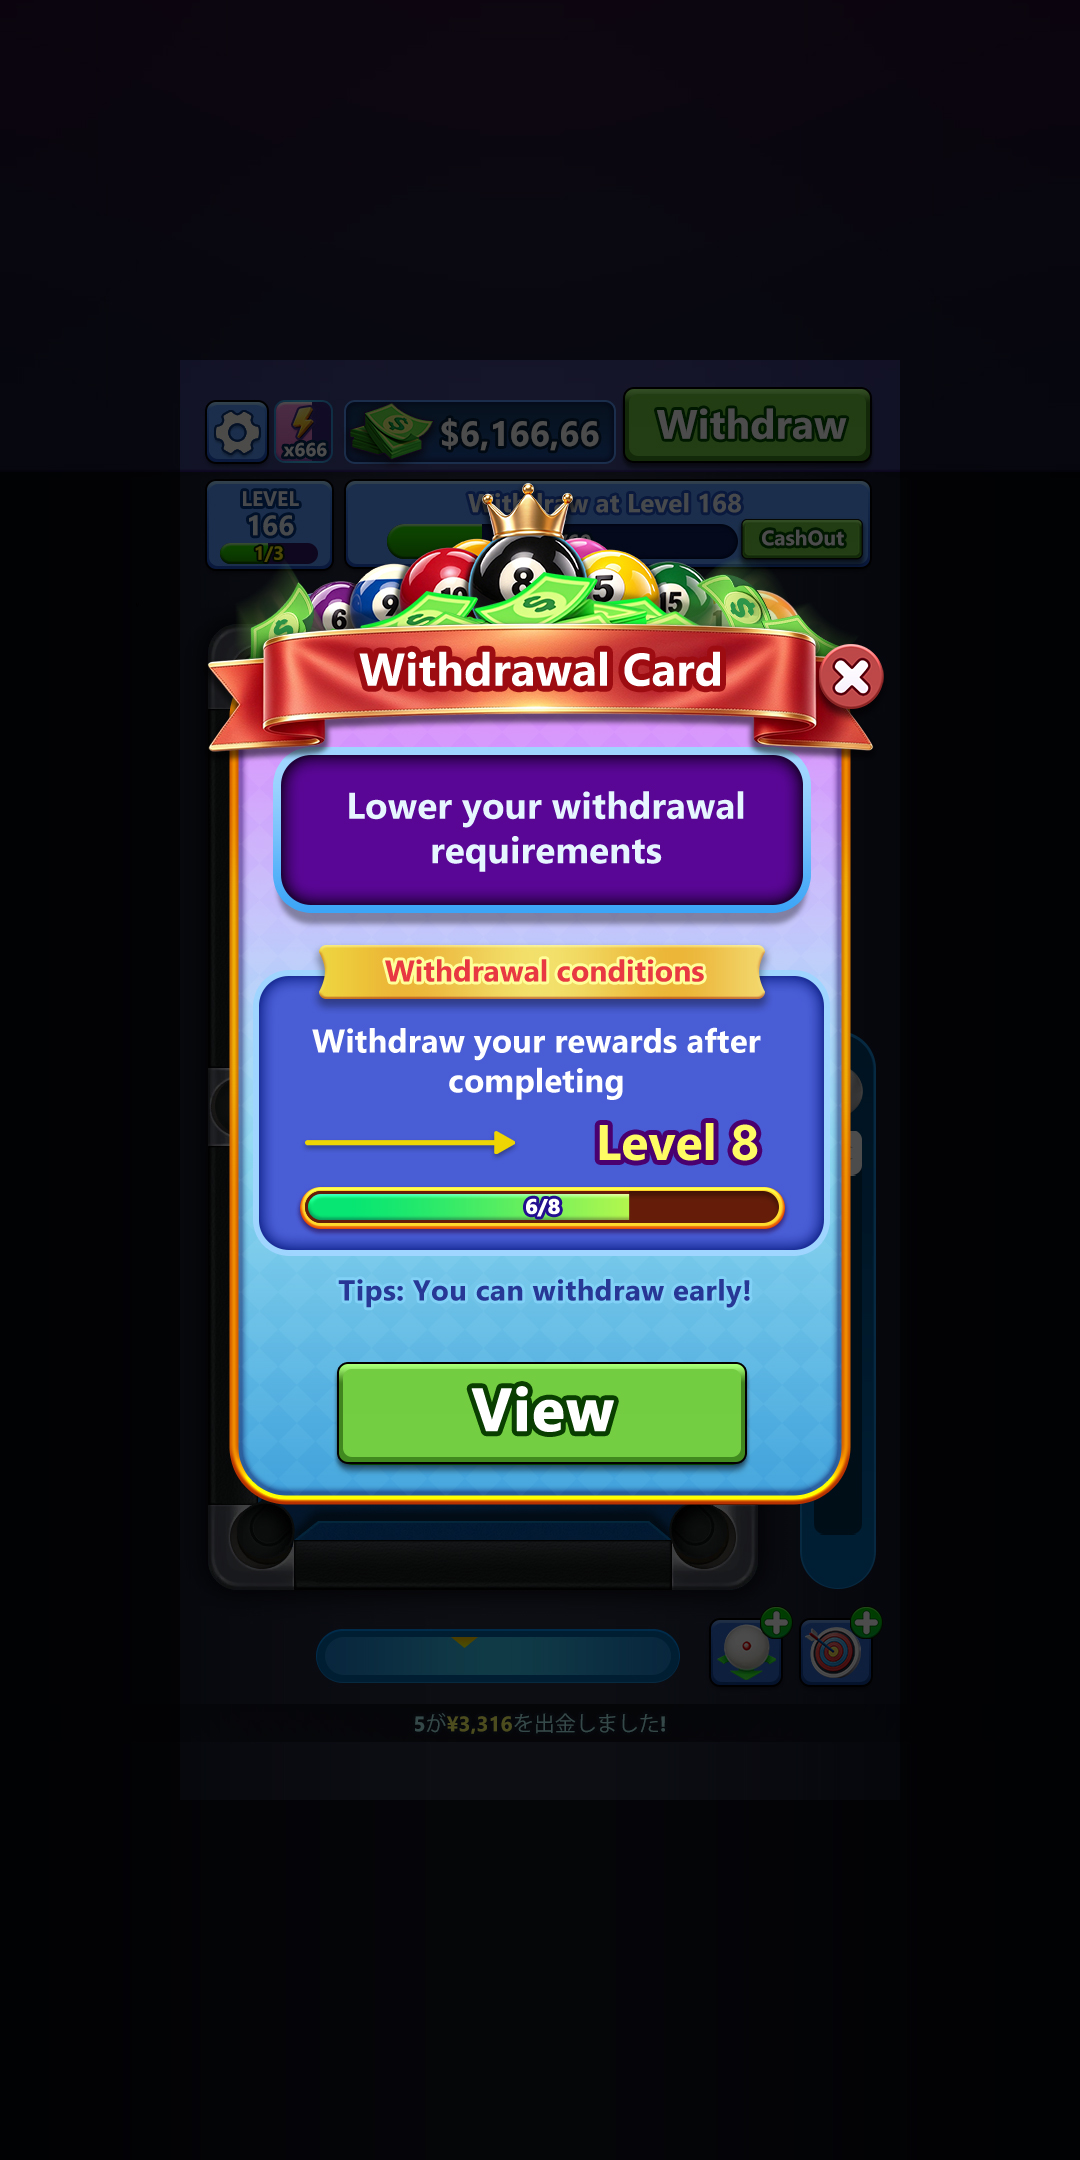 x666
$6,166,66
Withdraw
LEVEL
166
1/3
Withdraw at Level 168
CashOut
6
9
10
8
5
15
Withdrawal Card
Lower your withdrawal
requirements
Withdrawal conditions
Withdraw your rewards after
completing
Level 8
6/8
Tips: You can withdraw early!
View
5が¥3,316を出金しました!